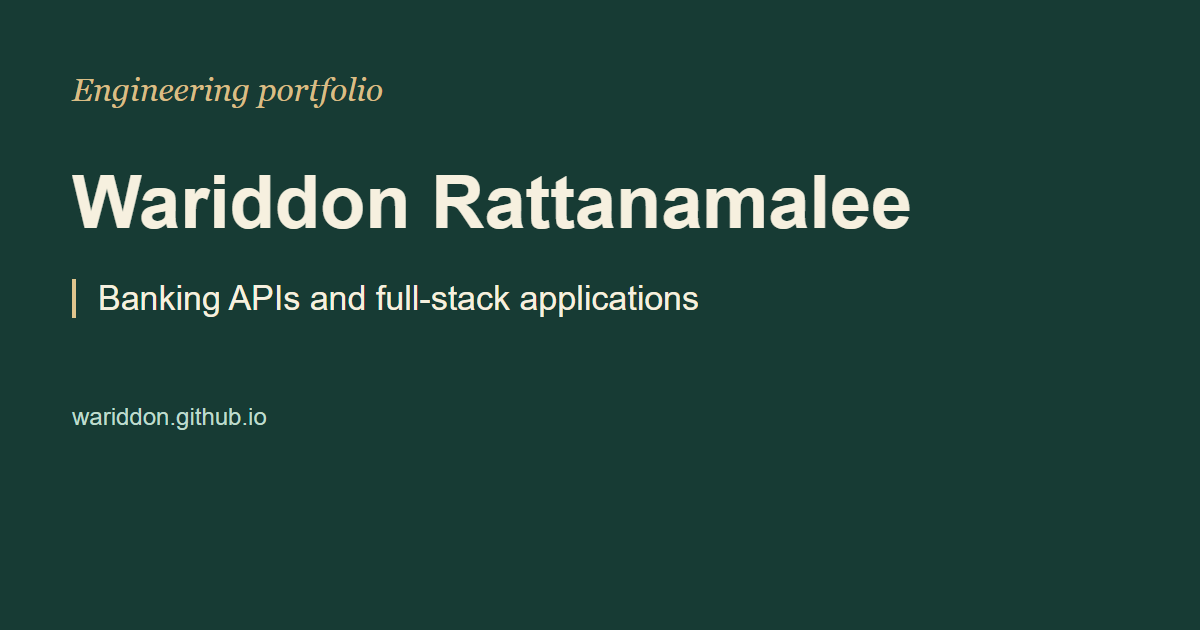 Engineering portfolio
Wariddon Rattanamalee
Banking APIs and full-stack applications
wariddon.github.io